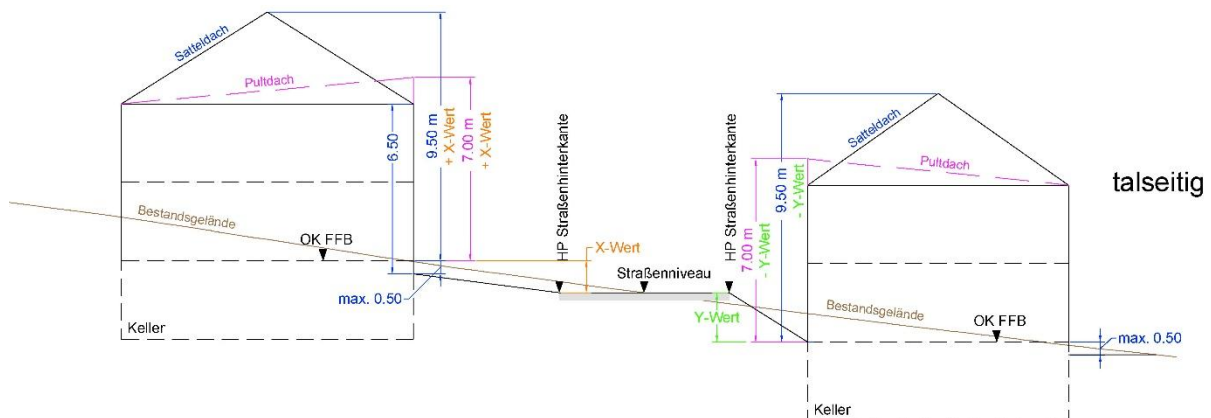 Satteldach
Pultdach
6.50
9.50 m
+ X-Wert
7.00 m
+ X-Wert
Bestandsgelände
OK FFB
max. 0.50
Keller
HP Straßenhinterkante
X-Wert
Straßenniveau
Y-Wert
HP Straßenhinterkante
7.00 m
- Y-Wert
9.50 m
- Y-Wert
Satteldach
Pultdach
talseitig
Bestandsgelände
OK FFB
max. 0.50
Keller